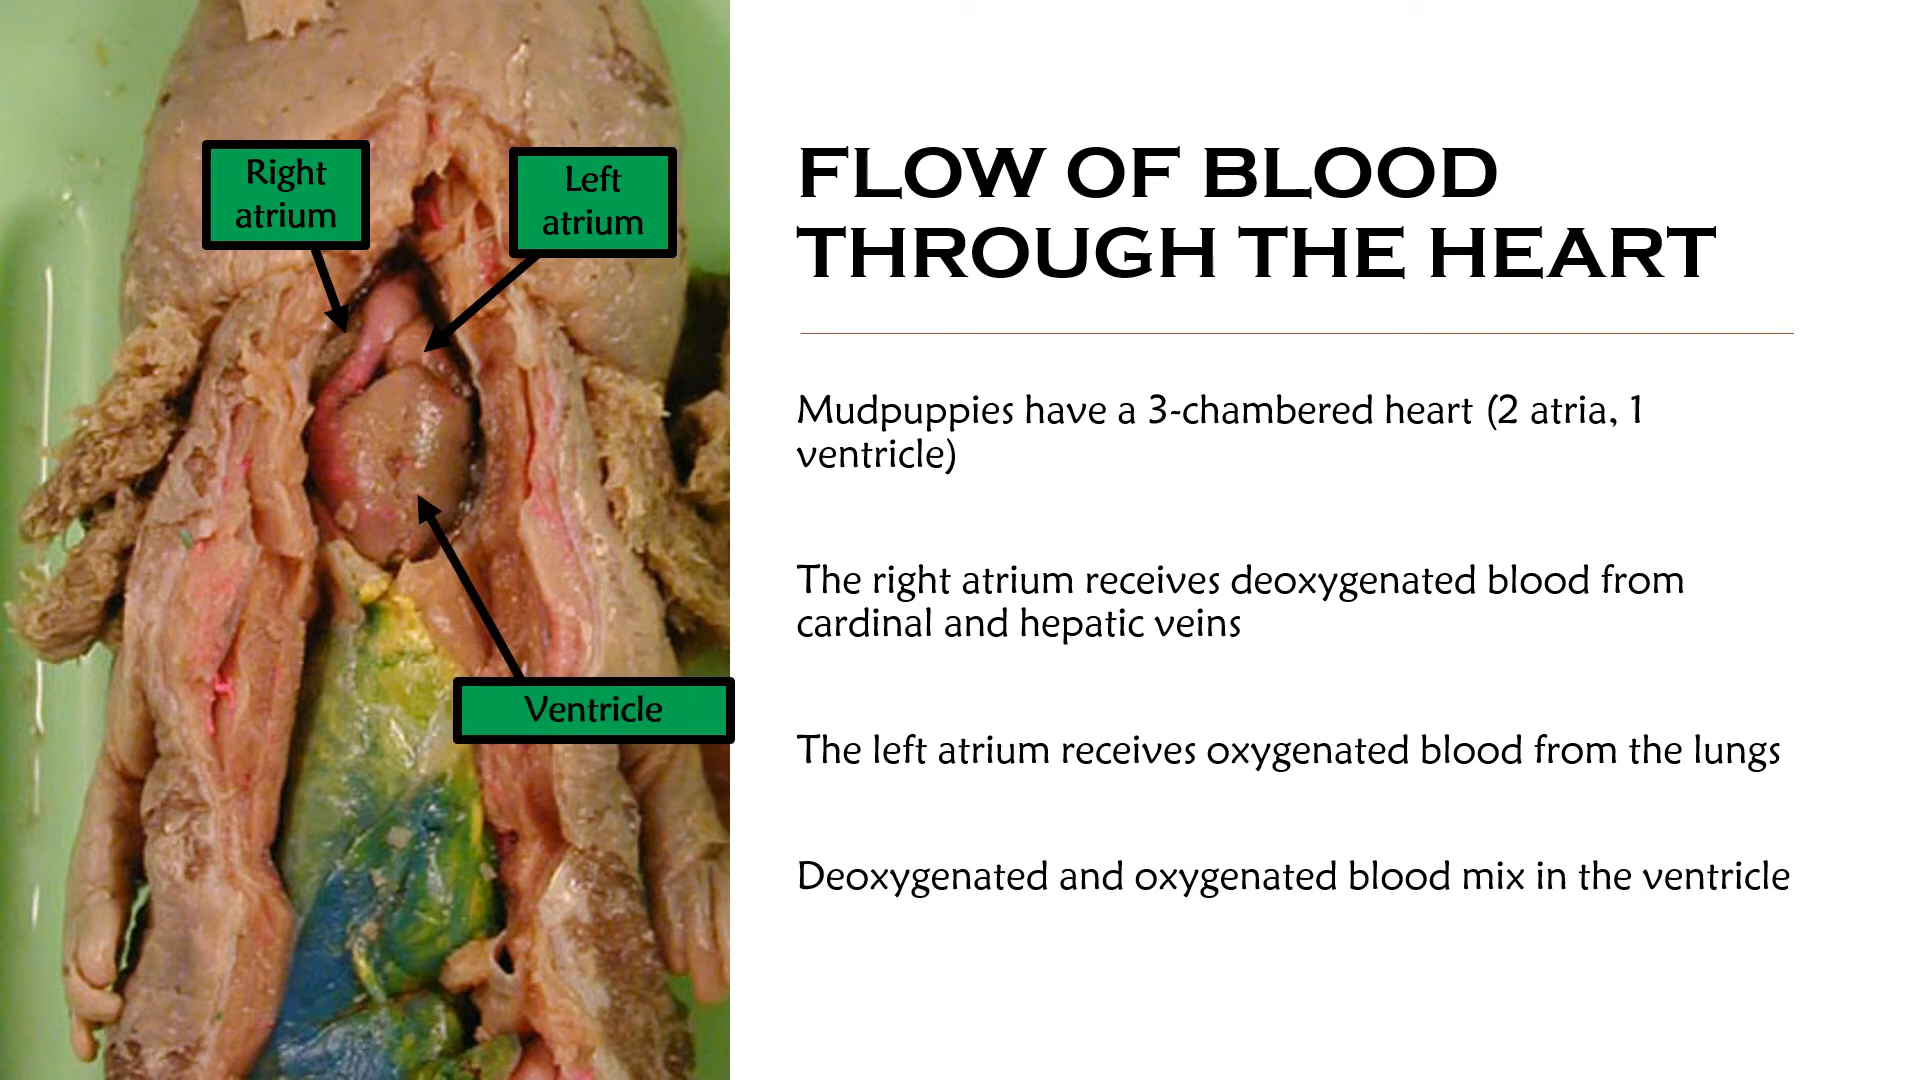 Right
atrium
Left
atrium
Ventricle
FLOW OF BLOOD
THROUGH THE HEART
Mudpuppies have a 3-chambered heart (2 atria, 1
ventricle)
The right atrium receives deoxygenated blood from
cardinal and hepatic veins
The left atrium receives oxygenated blood from the lungs
Deoxygenated and oxygenated blood mix in the ventricle